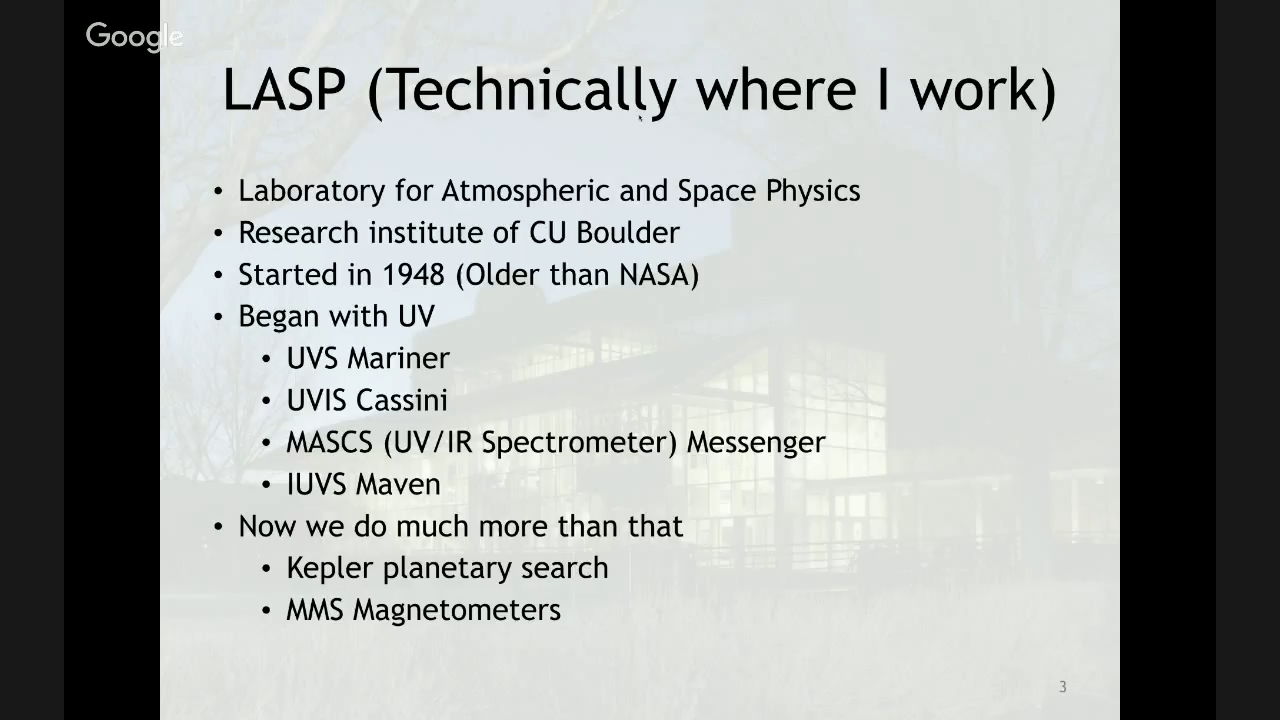 Google
LASP (Technically where I work)
• Laboratory for Atmospheric and Space Physics
• Research institute of CU Boulder
• Started in 1948 (Older than NASA)
• Began with UV
• UVS Mariner
• UVIS Cassini
• MASCS (UV/IR Spectrometer) Messenger
• IUVS Maven
• Now we do much more than that
• Kepler planetary search
• MMS Magnetometers
3